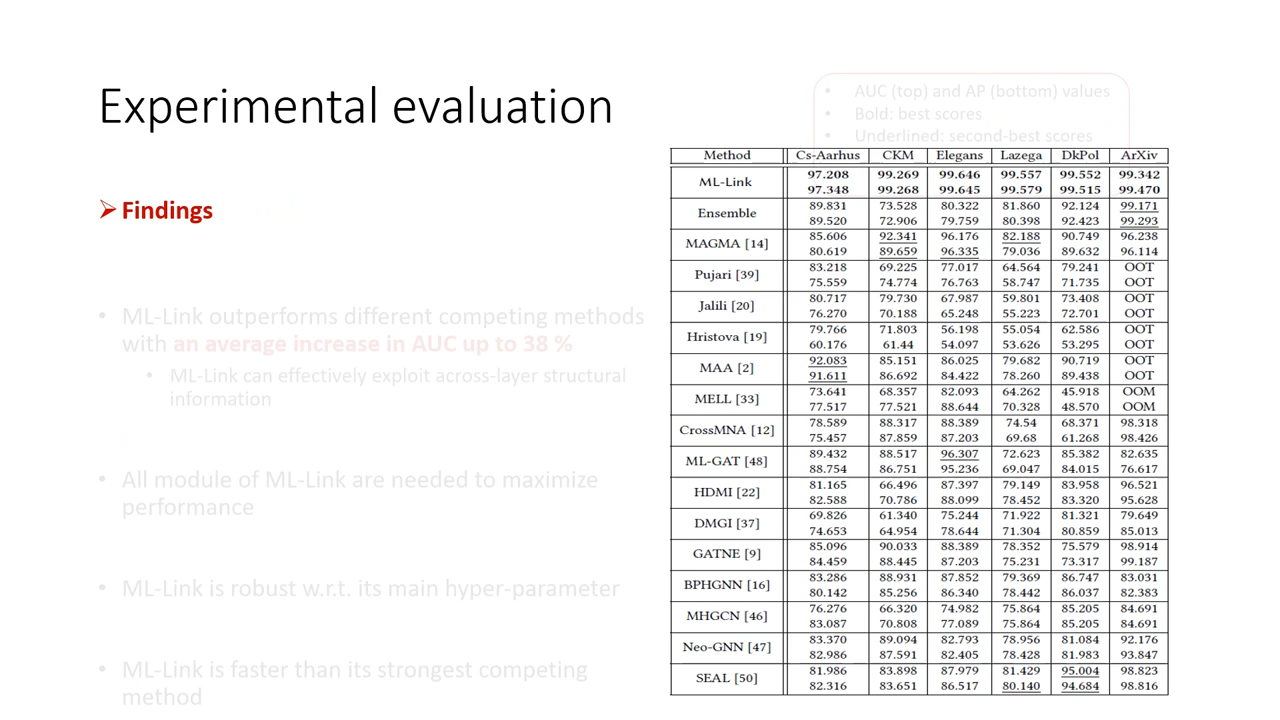 Experimental evaluation
• AUC (top) and AP (bottom) values
• Bold: best scores
• Underlined: second-best scores
➢ Findings
• ML-Link outperforms different competing methods
with an average increase in AUC up to 38 %
• ML-Link can effectively exploit across-layer structural
information
• All module of ML-Link are needed to maximize
performance
• ML-Link is robust w.r.t. its main hyper-parameter
• ML-Link is faster than its strongest competing
method
Method Cs-Aarhus CKM Elegans Lazega DkPol ArXiv
ML-Link
97.208 99.269 99.646 99.557 99.552 99.342
97.348 99.268 99.645 99.579 99.515 99.470
Ensemble
89.831 73.528 80.322 81.860 92.124 99.171
89.520 72.906 79.759 80.398 92.423 99.293
MAGMA [14]
85.606 92.341 96.176 82.188 90.749 96.238
80.619 89.659 96.335 79.036 89.632 96.114
Pujari [39]
83.218 69.225 77.017 64.564 79.241 OOT
75.559 74.774 76.763 58.747 71.735 OOT
Jalili [20]
80.717 79.730 67.987 59.801 73.408 OOT
76.270 70.188 65.248 55.223 72.701 OOT
Hristova [19]
79.766 71.803 56.198 55.054 62.586 OOT
60.176 61.44 54.097 53.626 53.295 OOT
MAA [2]
92.083 85.151 86.025 79.682 90.719 OOT
91.611 86.692 84.422 78.260 89.438 OOT
MELL [33]
73.641 68.357 82.093 64.262 45.918 OOM
77.517 77.521 88.644 70.328 48.570 OOM
CrossMNA [12]
78.589 88.317 88.389 74.54 68.371 98.318
75.457 87.859 87.203 69.68 61.268 98.426
ML-GAT [48]
89.432 88.517 96.307 72.623 85.382 82.635
88.754 86.751 95.236 69.047 84.015 76.617
HDMI [22]
81.165 66.496 87.397 79.149 83.958 96.521
82.588 70.786 88.099 78.452 83.320 95.628
DMGI [37]
69.826 61.340 75.244 71.922 81.321 79.649
74.653 64.954 78.644 71.304 80.859 85.013
GATNE [9]
85.096 90.033 88.389 78.352 75.579 98.914
84.459 88.445 87.203 75.231 73.317 99.187
BPHGNN [16]
83.286 88.931 87.852 79.369 86.747 83.031
80.142 85.256 86.340 78.442 86.037 82.383
MHGCN [46]
76.276 66.320 74.982 75.864 85.205 84.691
83.087 70.808 77.089 75.864 85.205 84.691
Neo-GNN [47]
83.370 89.094 82.793 78.956 81.084 92.176
82.986 87.591 82.405 78.428 81.983 93.847
SEAL [50]
81.986 83.898 87.979 81.429 95.004 98.823
82.316 83.651 86.517 80.140 94.684 98.816